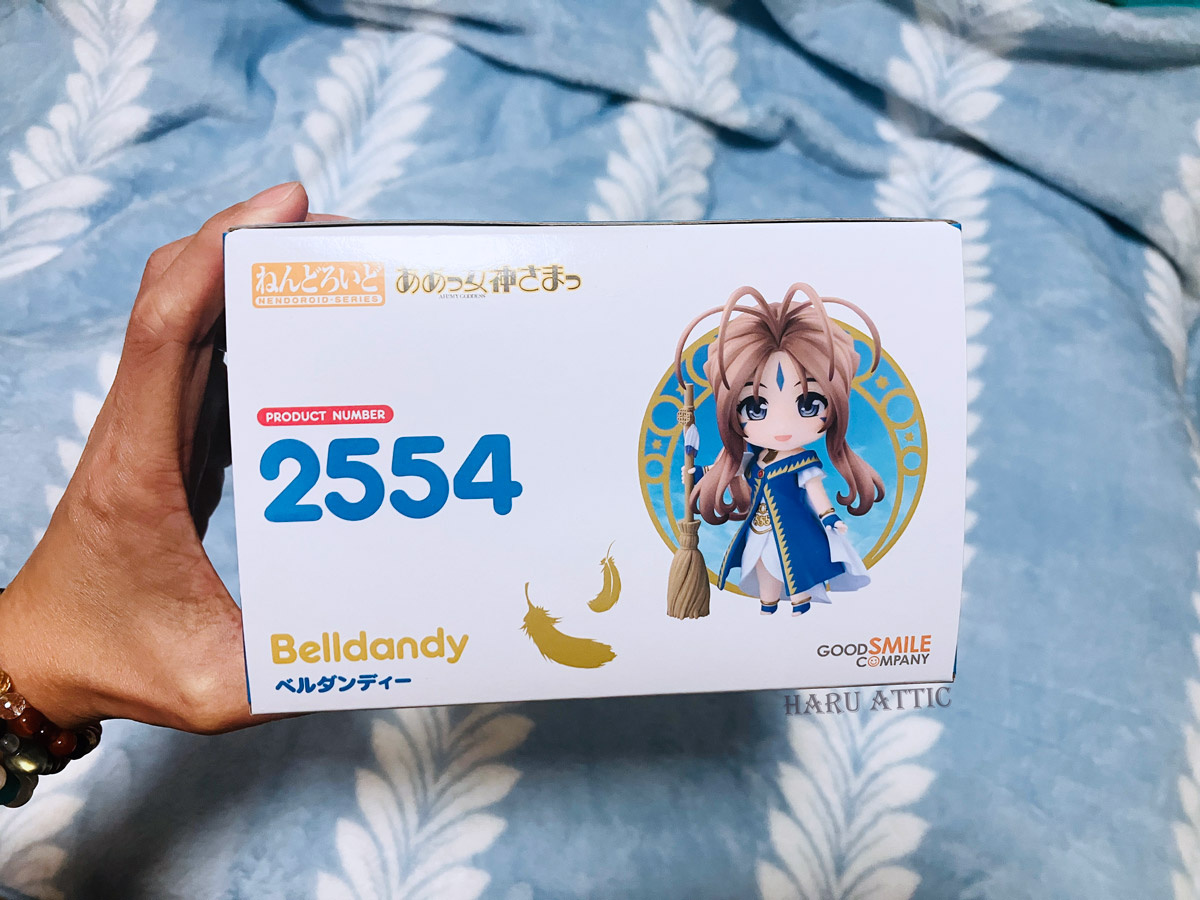 ねんどろいど
NENDOROID・SERIES
ああっ女神さまっ
AH! MY GODDESS
PRODUCT NUMBER
2554
Belldandy
ベルダンディー
GOOD SMILE
COMPANY
HARU ATTIC